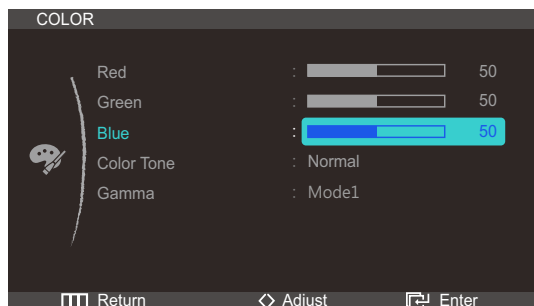 COLOR
Red : 50
Green : 50
Blue : 50
Color Tone : Normal
Gamma : Mode1
Return Adjust Enter